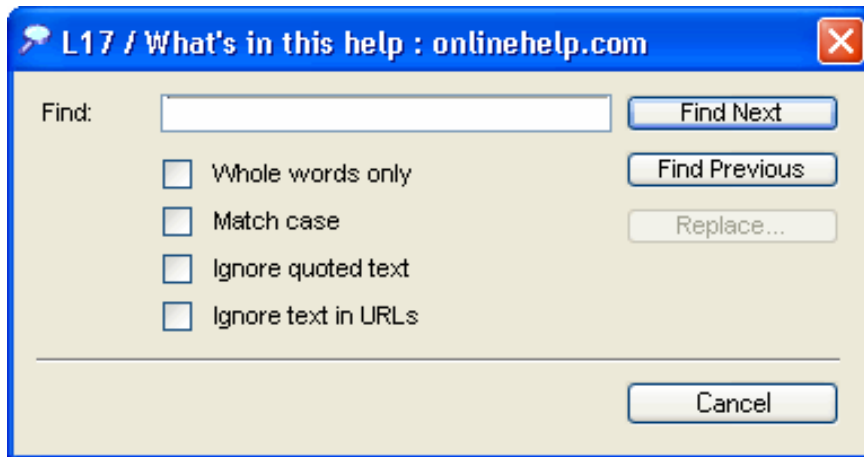 L17 / What's in this help : onlinehelp.com
Find:
Find Next
Whole words only
Find Previous
Match case
Replace...
Ignore quoted text
Ignore text in URLs
Cancel